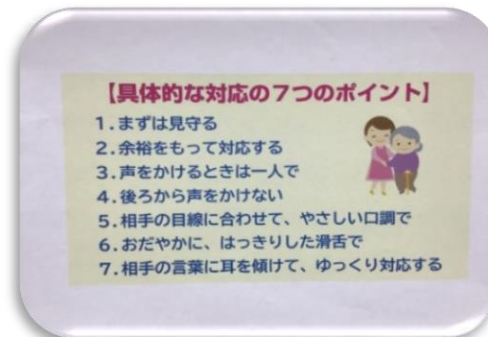 【具体的な対応の7つのポイント】
1.まずは見守る
2.余裕をもって対応する
3.声をかけるときは一人で
4.後ろから声をかけない
5.相手の目線に合わせて、やさしい口調で
6.おだやかに、はっきりした滑舌で
7.相手の言葉に耳を傾けて、ゆっくり対応する